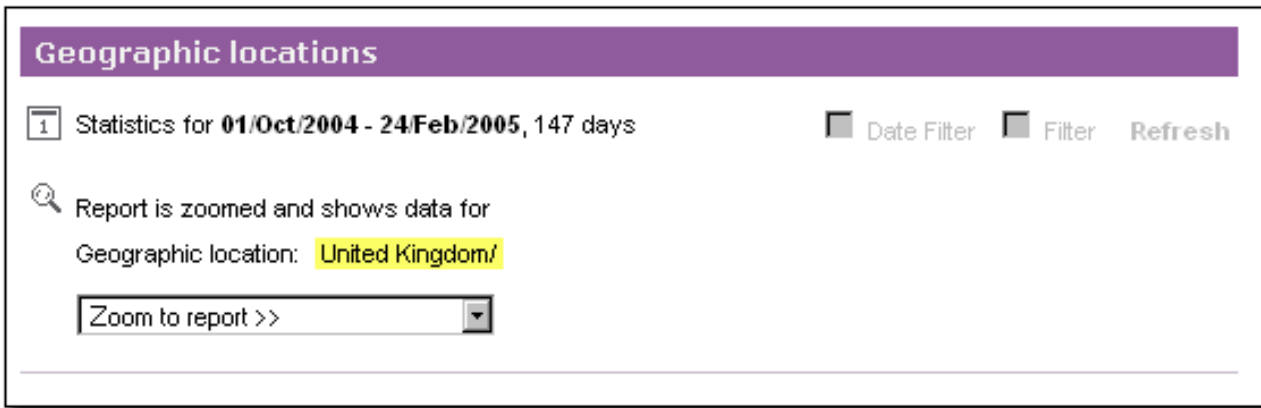 Geographic locations
1 Statistics for 01/Oct/2004 - 24/Feb/2005, 147 days Date Filter Filter Refresh
Report is zoomed and shows data for
Geographic location: United Kingdom/
Zoom to report >>